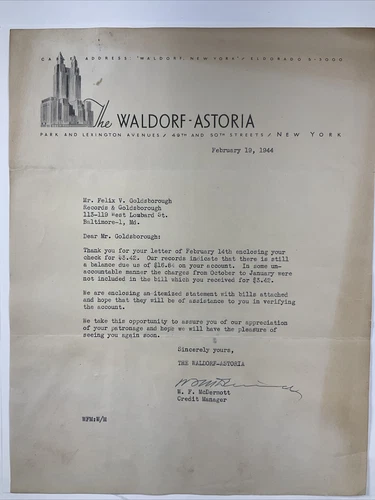 CABLE ADDRESS: "WALDORF, NEW YORK" / ELDORADO 5-3000
The WALDORF-ASTORIA
PARK AND LEXINGTON AVENUES / 49TH AND 50TH STREETS / NEW YORK
February 19, 1944
Mr. Felix V. Goldsborough
Records & Goldsborough
113-119 West Lombard St.
Baltimore-1, Md.
Dear Mr. Goldsborough:
Thank you for your letter of February 14th enclosing your
check for $3.42. Our records indicate that there is still
a balance due us of $16.84 on your account. In some un-
accountable manner the charges from October to January were
not included in the bill which you received for $3.42.
We are enclosing an itemized statement with bills attached
and hope that they will be of assistance to you in verifying
the account.
We take this opportunity to assure you of our appreciation
of your patronage and hope we will have the pleasure of
seeing you again soon.
Sincerely yours,
THE WALDORF-ASTORIA
W. F. McDermott
Credit Manager
WFM:M/M